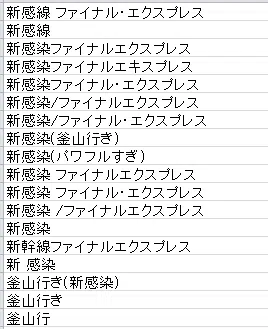 新感線 ファイナル・エクスプレス
新感線
新感染ファイナルエクスプレス
新感染ファイナルエキスプレス
新感染ファイナル・エクスプレス
新感染/ファイナルエクスプレス
新感染/ファイナル・エクスプレス
新感染(釜山行き)
新感染(パワフルすぎ)
新感染 ファイナルエクスプレス
新感染 ファイナル・エクスプレス
新感染 /ファイナルエクスプレス
新感染
新幹線ファイナルエクスプレス
新 感染
釜山行き(新感染)
釜山行き
釜山行